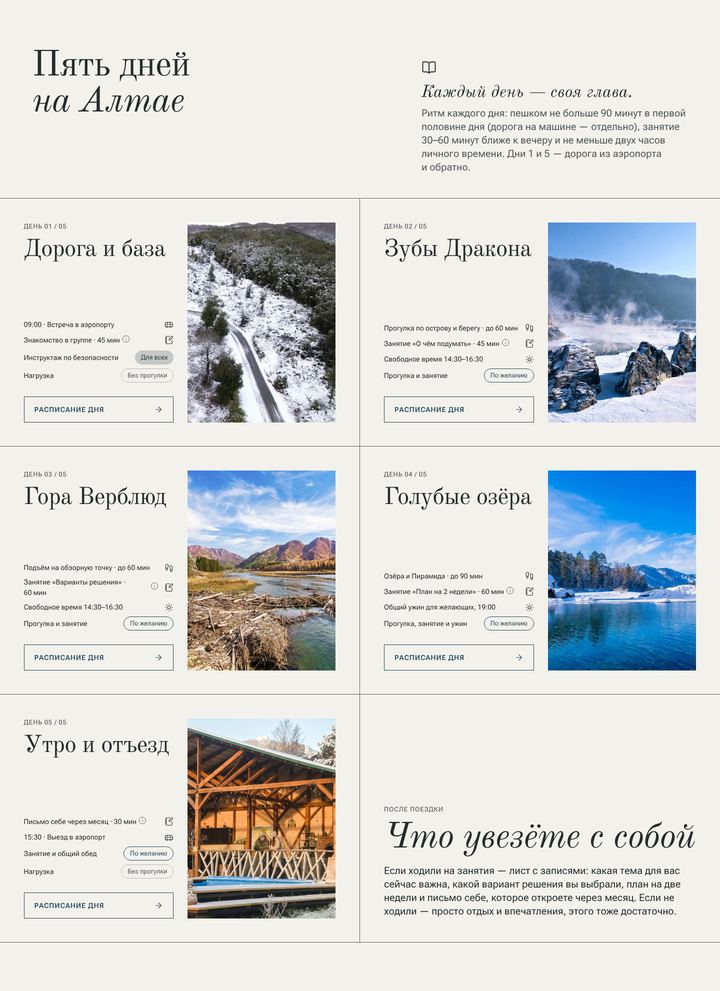 Пять дней
на Алтае
Каждый день — своя глава.
Ритм каждого дня: пешком не больше 90 минут в первой
половине дня (дорога на машине — отдельно), занятие
30–60 минут ближе к вечеру и не меньше двух часов
личного времени. Дни 1 и 5 — дорога из аэропорта
и обратно.
ДЕНЬ 01 / 05
Дорога и база
09:00 · Встреча в аэропорту
Знакомство в группе · 45 мин
Инструктаж по безопасности
Для всех
Нагрузка
Без прогулки
РАСПИСАНИЕ ДНЯ
ДЕНЬ 02 / 05
Зубы Дракона
Прогулка по острову и берегу · до 60 мин
Занятие «О чём подумать» · 45 мин
Свободное время 14:30–16:30
Прогулка и занятие
По желанию
РАСПИСАНИЕ ДНЯ
ДЕНЬ 03 / 05
Гора Верблюд
Подъём на обзорную точку · до 60 мин
Занятие «Варианты решения» ·
60 мин
Свободное время 14:30–16:30
Прогулка и занятие
По желанию
РАСПИСАНИЕ ДНЯ
ДЕНЬ 04 / 05
Голубые озёра
Озёра и Пирамида · до 90 мин
Занятие «План на 2 недели» · 60 мин
Общий ужин для желающих, 19:00
Прогулка, занятие и ужин
По желанию
РАСПИСАНИЕ ДНЯ
ДЕНЬ 05 / 05
Утро и отъезд
Письмо себе через месяц · 30 мин
15:30 · Выезд в аэропорт
Занятие и общий обед
По желанию
Нагрузка
Без прогулки
РАСПИСАНИЕ ДНЯ
ПОСЛЕ ПОЕЗДКИ
Что увезёте с собой
Если ходили на занятия — лист с записями: какая тема для вас
сейчас важна, какой вариант решения вы выбрали, план на две
недели и письмо себе, которое откроете через месяц. Если не
ходили — просто отдых и впечатления, этого тоже достаточно.